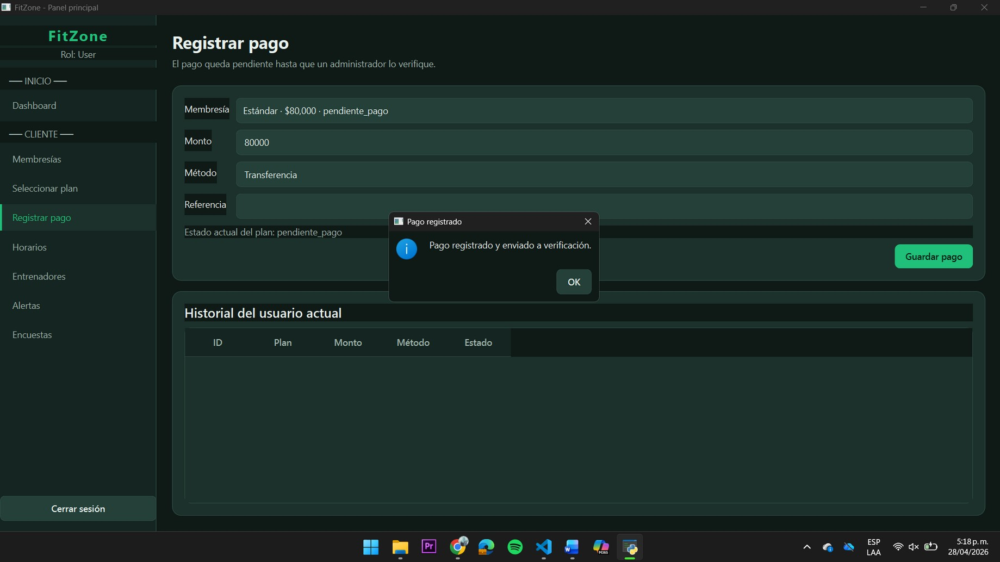 FitZone - Panel principal
FitZone
Rol: User
── INICIO ──
Dashboard
── CLIENTE ──
Membresías
Seleccionar plan
Registrar pago
Horarios
Entrenadores
Alertas
Encuestas
Cerrar sesión
Registrar pago
El pago queda pendiente hasta que un administrador lo verifique.
Membresía
Estándar · $80,000 · pendiente_pago
Monto
80000
Método
Transferencia
Referencia
Estado actual del plan: pendiente_pago
Guardar pago
Pago registrado
Pago registrado y enviado a verificación.
OK
Historial del usuario actual
ID Plan Monto Método Estado
Pr
W
M365
ESP
LAA
5:18 p. m.
28/04/2026